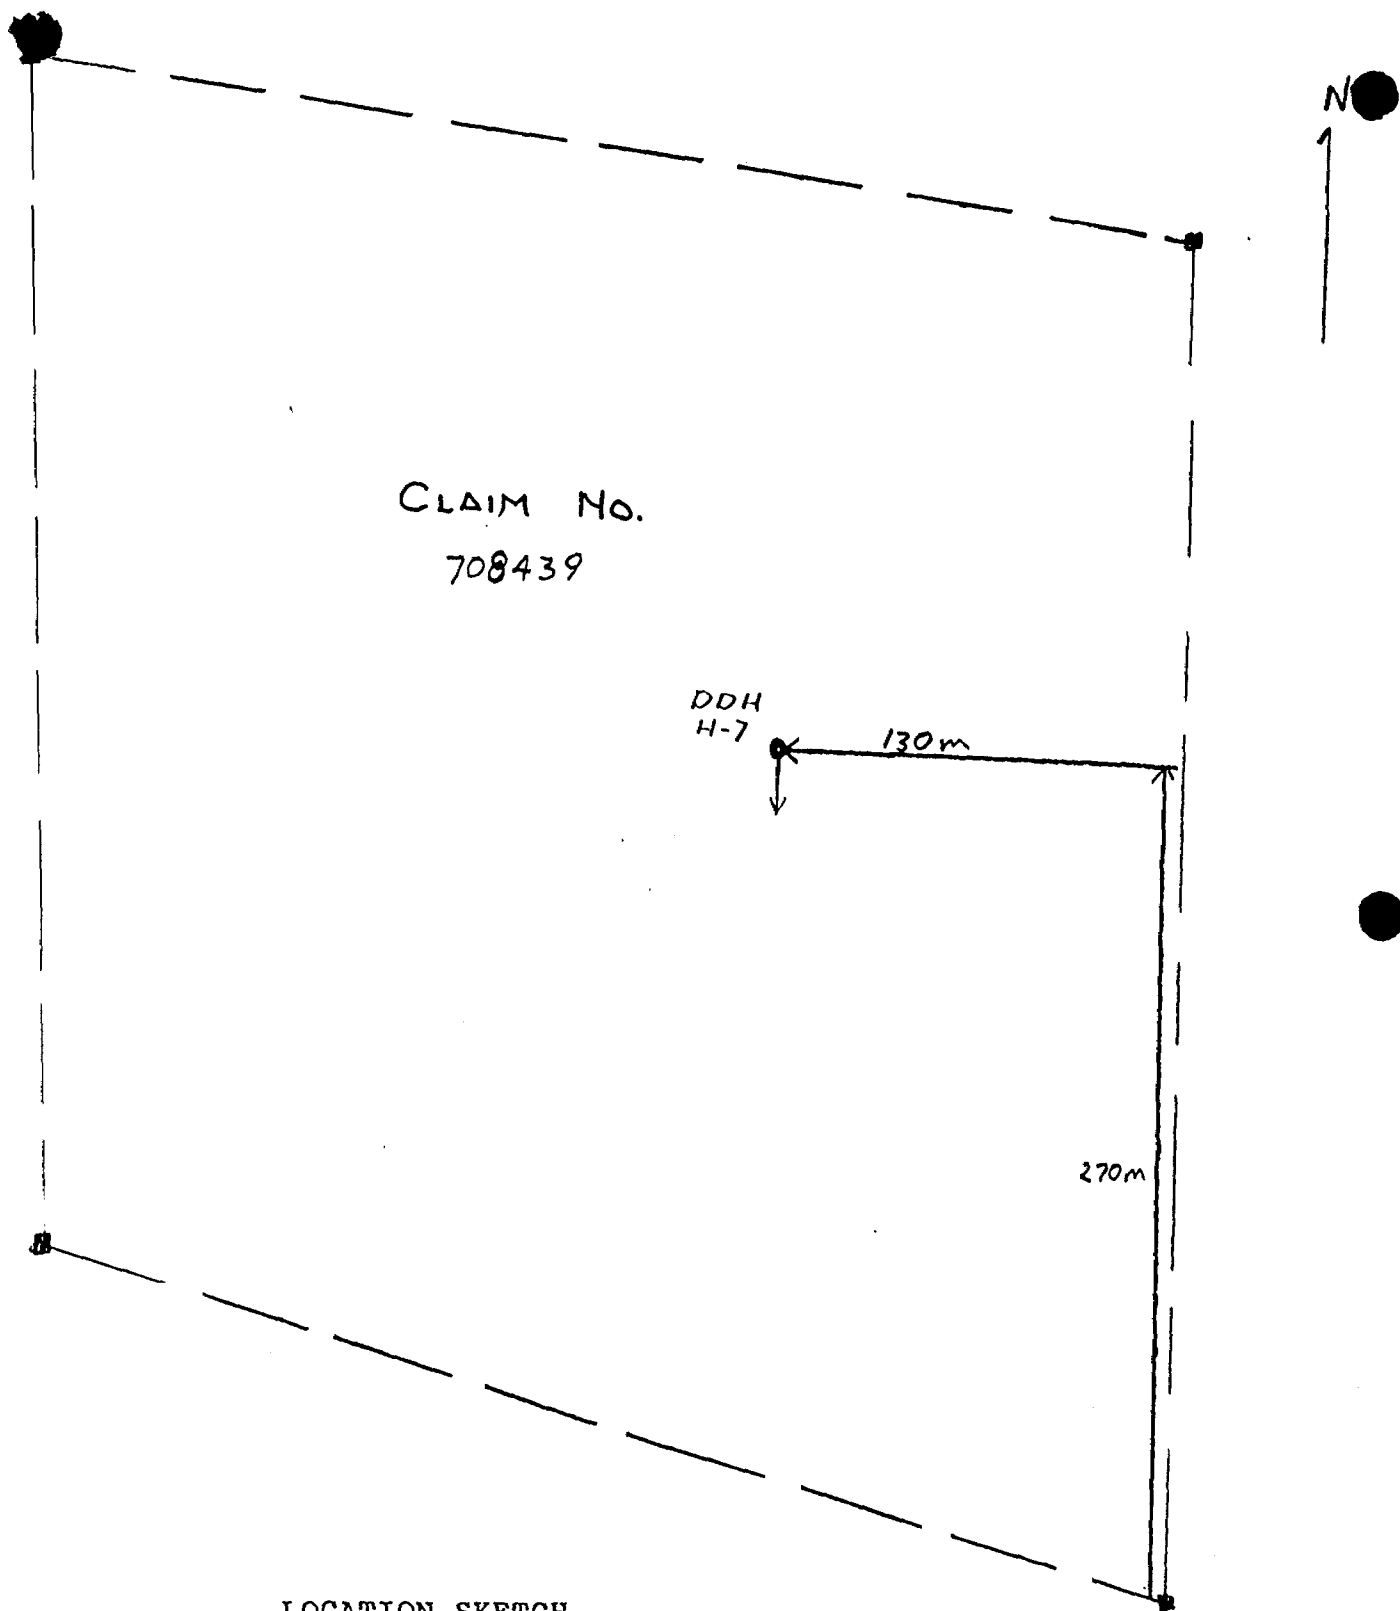 N
CLAIM No.
708439
DDH
H-7
130m
270m
LOCATION SKETCH